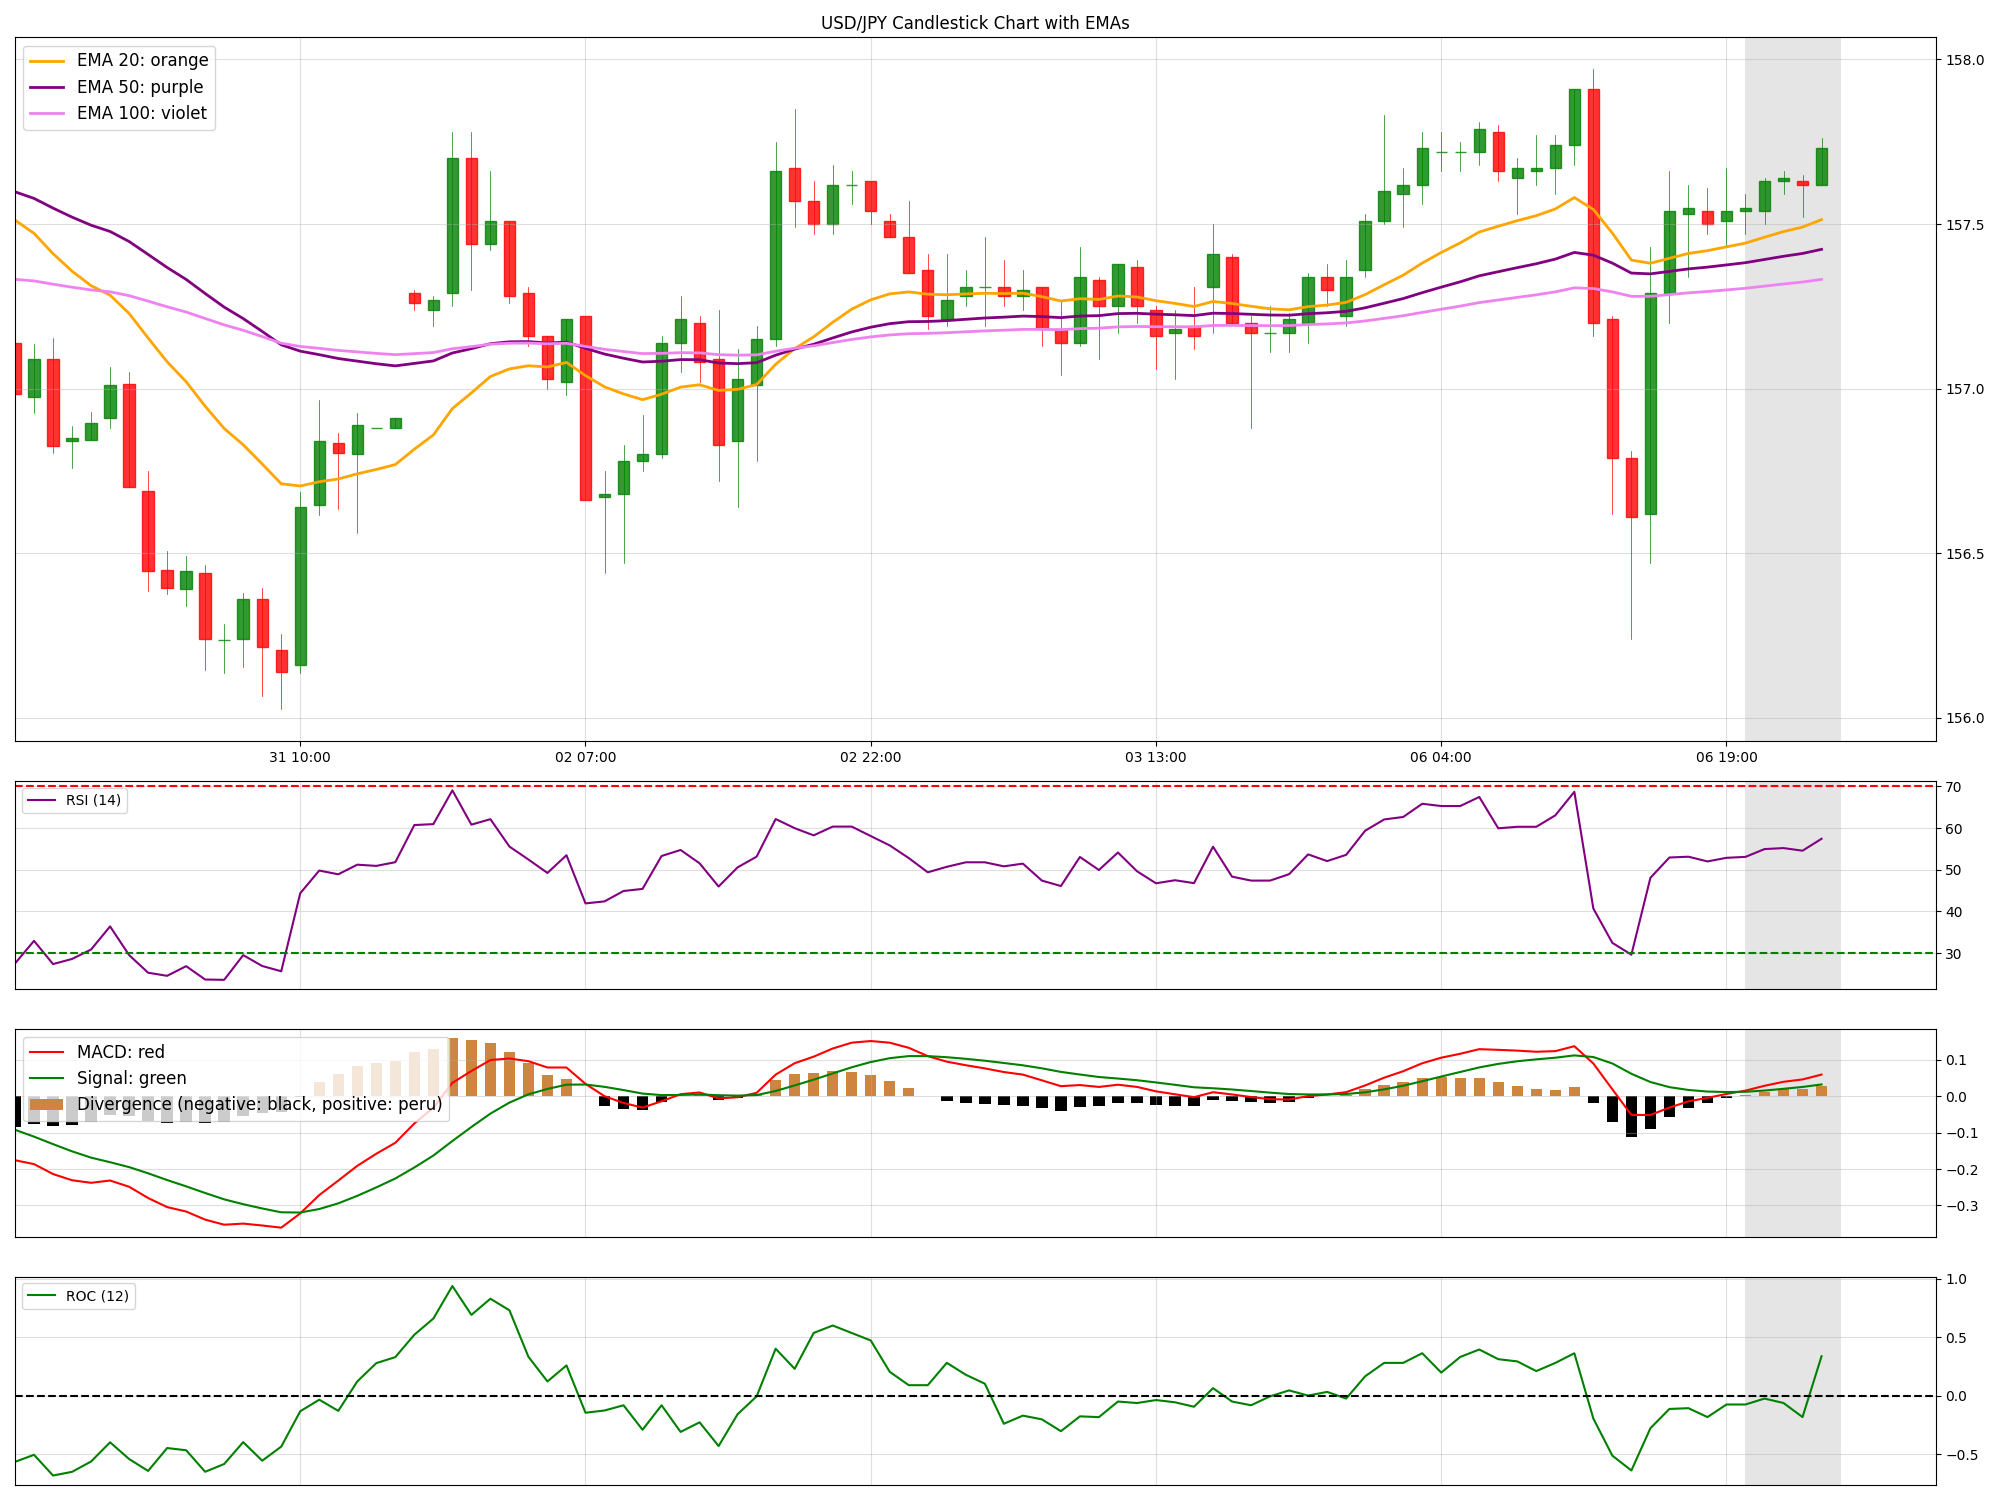 USD/JPY Candlestick Chart with EMAs
EMA 20: orange
EMA 50: purple
EMA 100: violet
158.0
157.5
157.0
156.5
156.0
31 10:00
02 07:00
02 22:00
03 13:00
06 04:00
06 19:00
RSI (14)
70
60
50
40
30
MACD: red
Signal: green
Divergence (negative: black, positive: peru)
0.1
0.0
−0.1
−0.2
−0.3
ROC (12)
1.0
0.5
0.0
−0.5